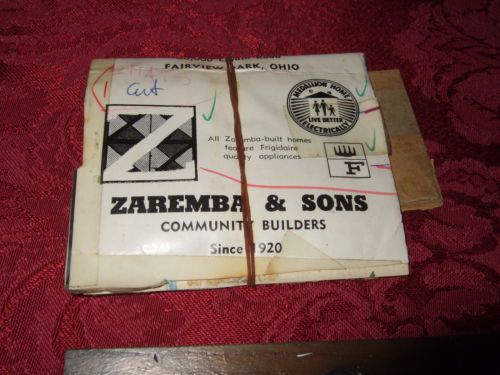 FAIRVIEW PARK, OHIO
Cut
MEDALLION HOME
LIVE BETTER
ELECTRICALLY
All Zaremba-built homes
feature Frigidaire
quality appliances
F
Z
ZAREMBA & SONS
COMMUNITY BUILDERS
Since 1920